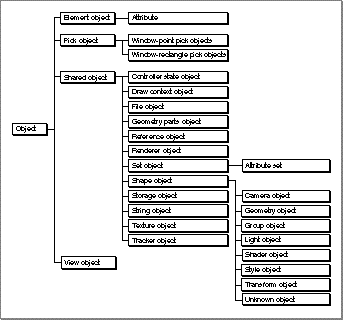 Element object
Attribute
Pick object
Window-point pick objects
Window-rectangle pick objects
Shared object
Controller state object
Draw context object
File object
Geometry parts object
Object
Reference object
Renderer object
Set object
Attribute set
Shape object
Storage object
Camera object
String object
Geometry object
Texture object
Group object
Tracker object
Light object
Shader object
View object
Style object
Transform object
Unknown object